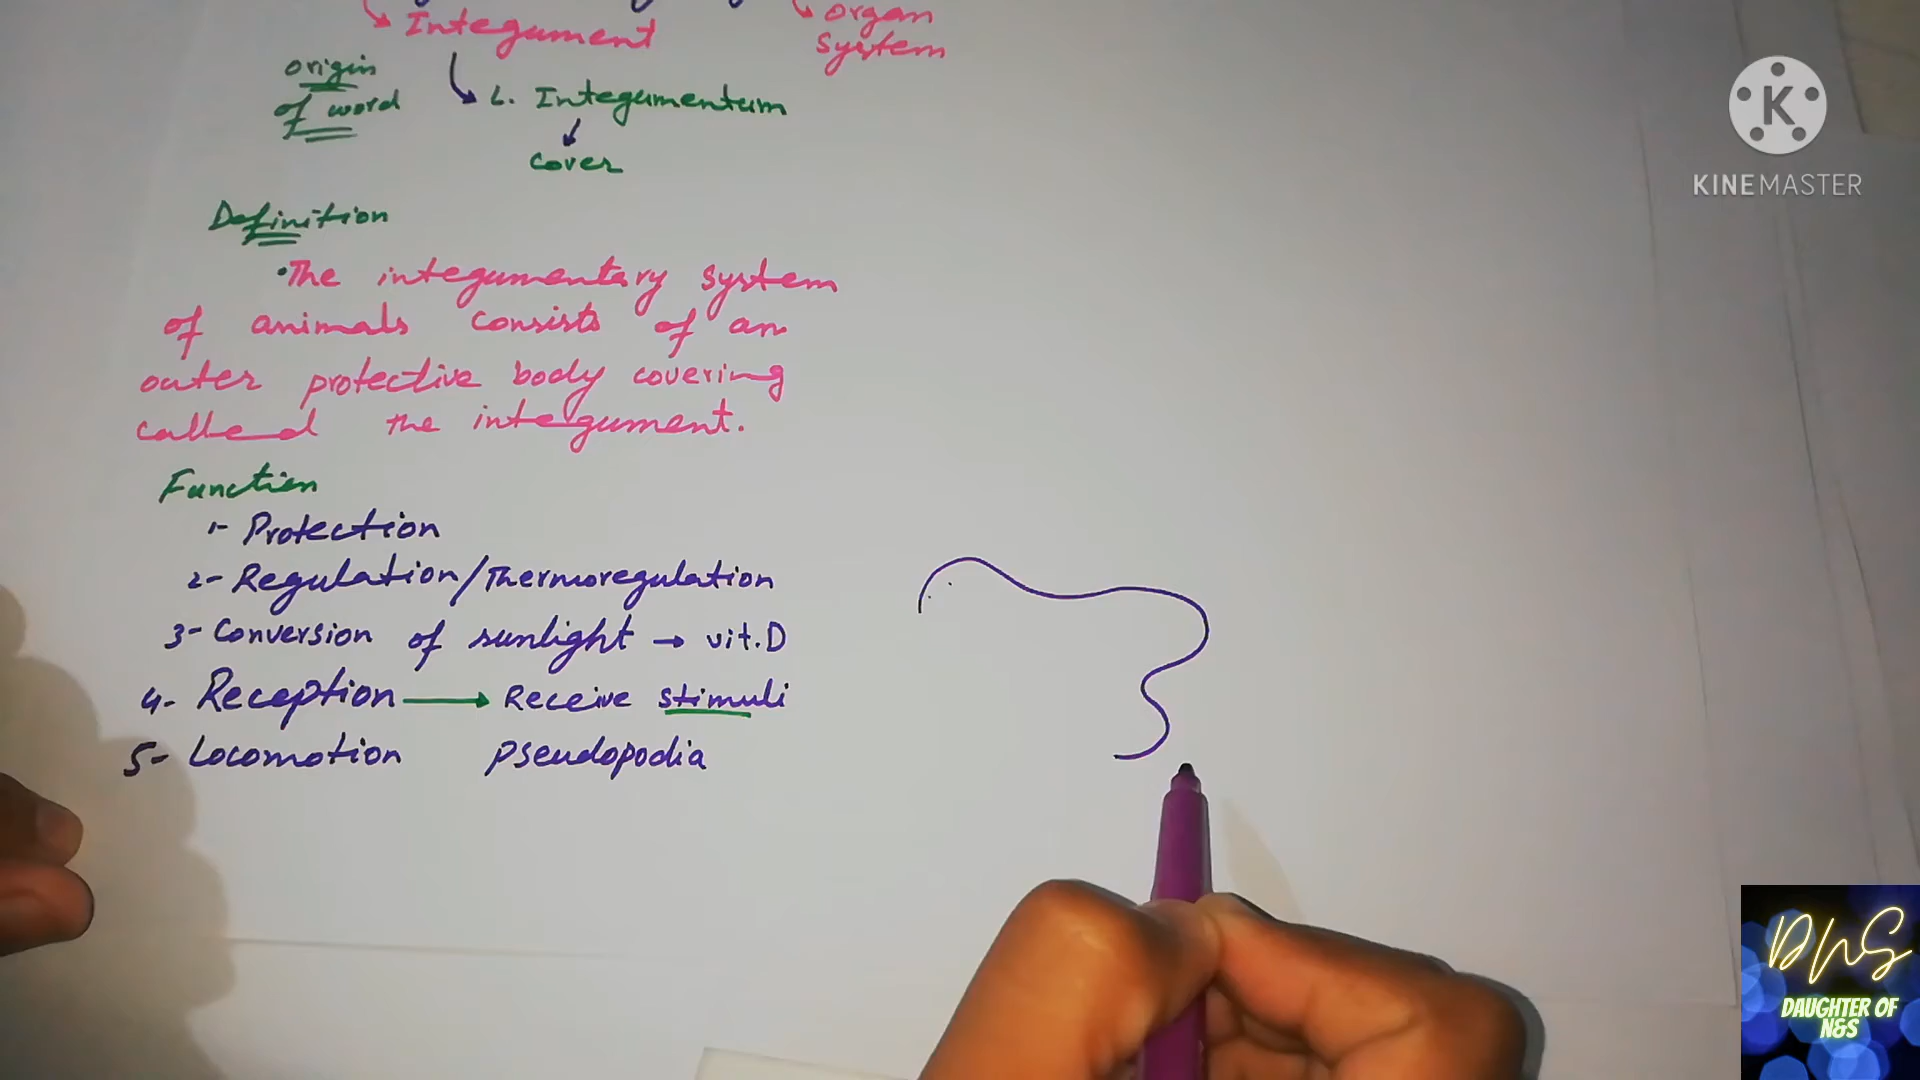 Integument
organ
system
origin
of word
L. Integumentum
cover
Definition
The integumentary system
of animals consists of an
outer protective body covering
called the integument.
Function
1- Protection
2- Regulation/Thermoregulation
3- Conversion of sunlight → vit.D
4- Reception → Receive stimuli
5- Locomotion pseudopodia
K
KINEMASTER
DNS
DAUGHTER OF
N&S